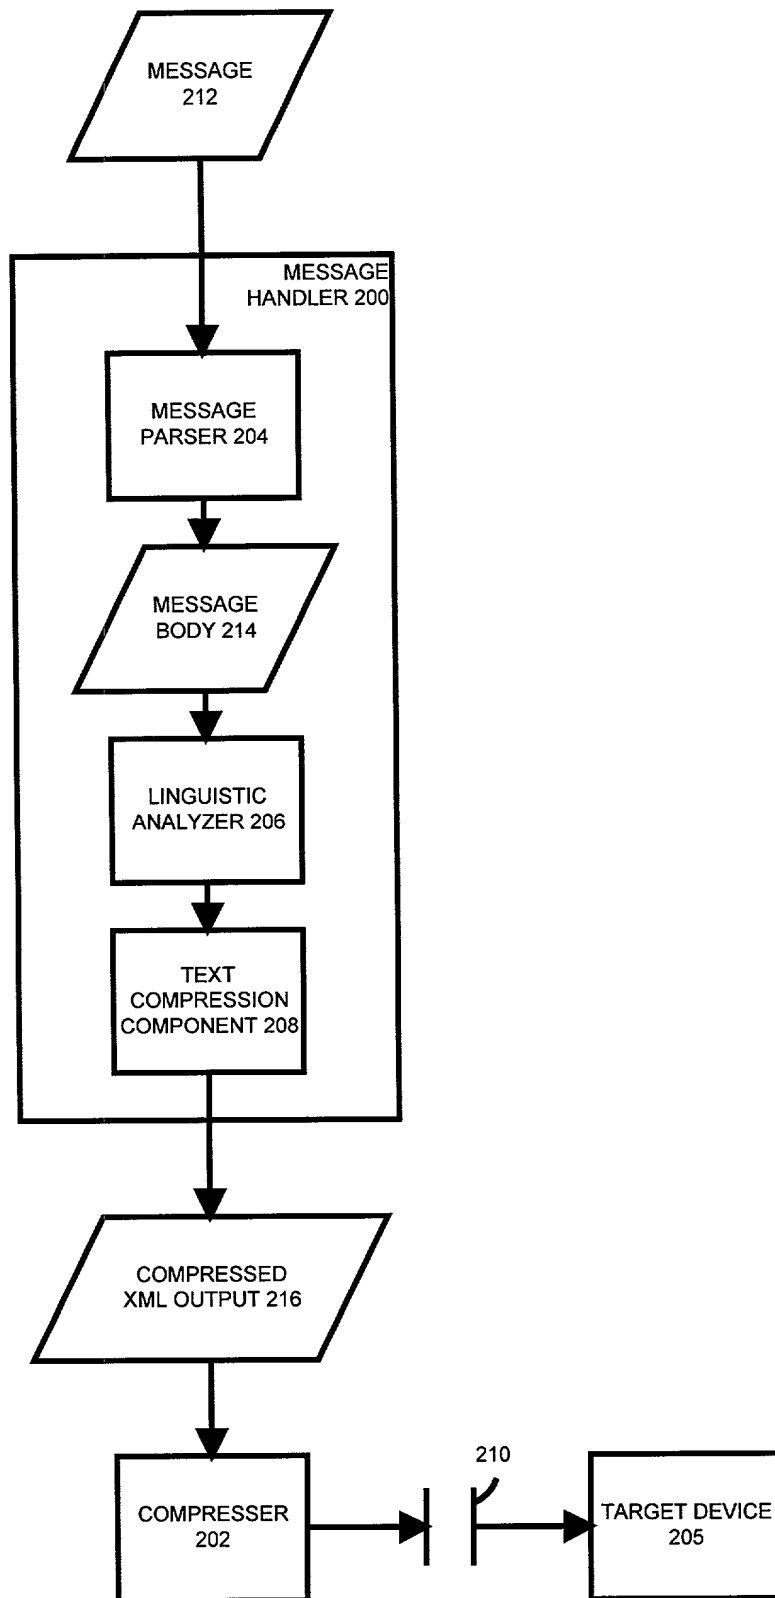 MESSAGE
212
MESSAGE
HANDLER 200
MESSAGE
PARSER 204
MESSAGE
BODY 214
LINGUISTIC
ANALYZER 206
TEXT
COMPRESSION
COMPONENT 208
COMPRESSED
XML OUTPUT 216
210
COMPRESSER
202
TARGET DEVICE
205